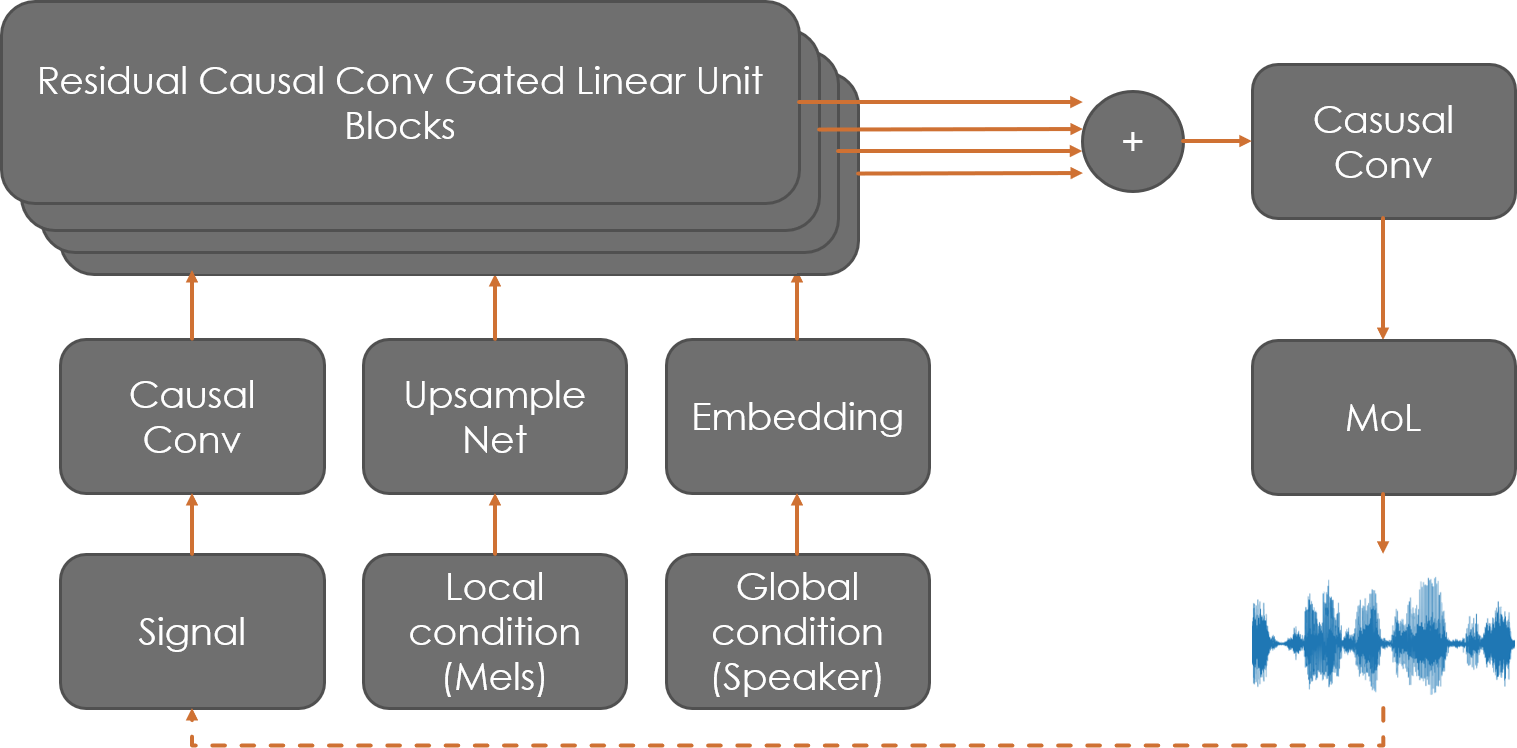 Residual Causal Conv Gated Linear Unit
Blocks
+
Casusal
Conv
Causal
Conv
Upsample
Net
Embedding
MoL
Signal
Local
condition
(Mels)
Global
condition
(Speaker)